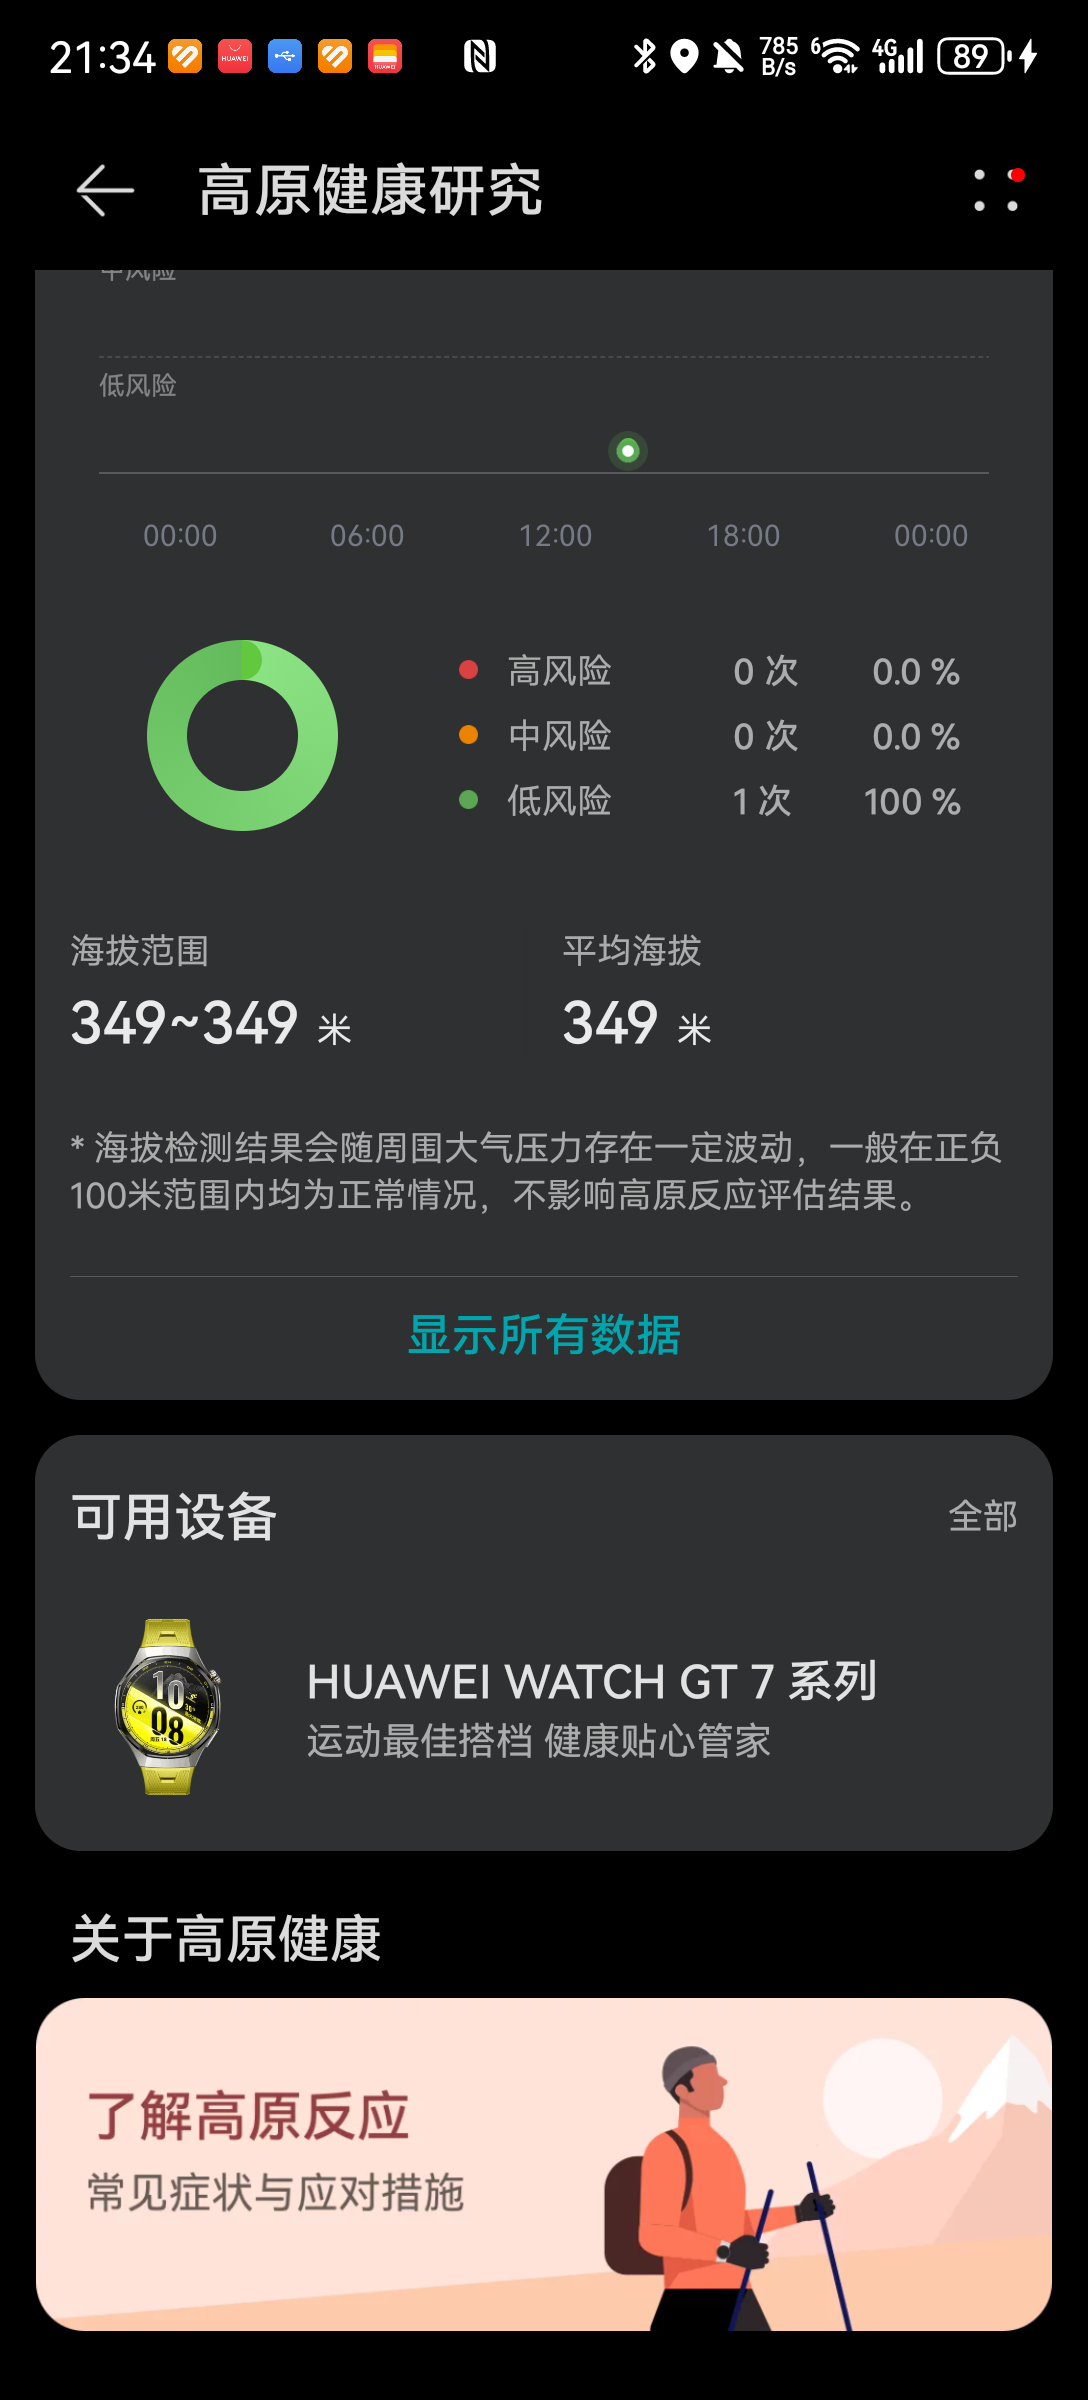 21:34
785 B/s
6
4G
89
高原健康研究
中风险
低风险
00:00 06:00 12:00 18:00 00:00
高风险 0 次 0.0 %
中风险 0 次 0.0 %
低风险 1 次 100 %
海拔范围 平均海拔
349~349 米 349 米
* 海拔检测结果会随周围大气压力存在一定波动，一般在正负
100米范围内均为正常情况，不影响高原反应评估结果。
显示所有数据
可用设备 全部
10
08
HUAWEI WATCH GT 7 系列
运动最佳搭档 健康贴心管家
关于高原健康
了解高原反应
常见症状与应对措施